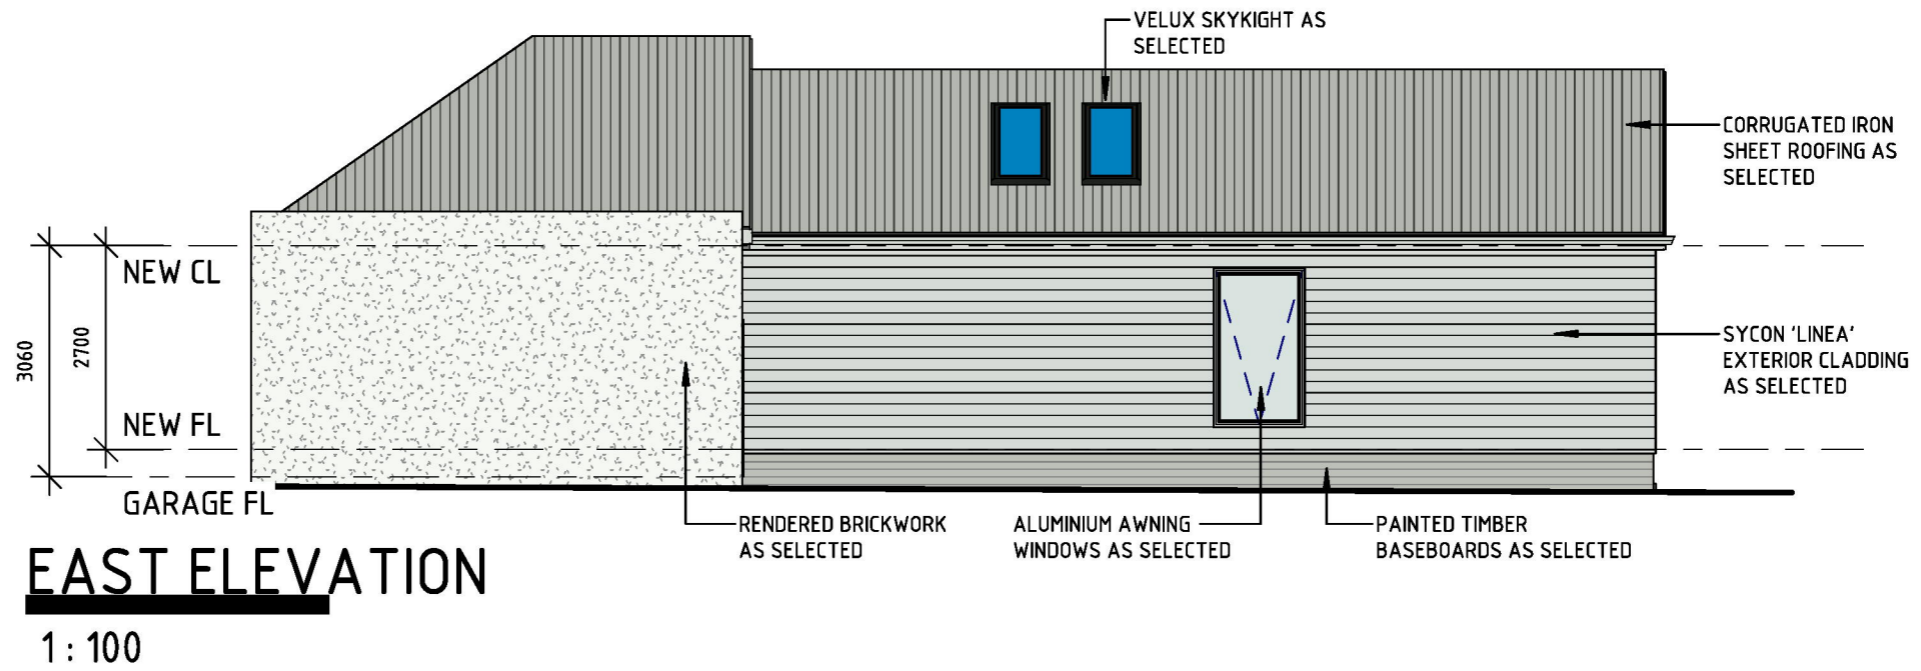 VELUX SKYKIGHT AS
SELECTED
CORRUGATED IRON
SHEET ROOFING AS
SELECTED
NEW CL
3060
2700
SYCON 'LINEA'
EXTERIOR CLADDING
AS SELECTED
NEW FL
GARAGE FL
RENDERED BRICKWORK
AS SELECTED
ALUMINIUM AWNING
WINDOWS AS SELECTED
PAINTED TIMBER
BASEBOARDS AS SELECTED
EAST ELEVATION
1 : 100